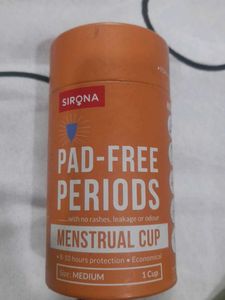 SIRONA
PAD-FREE
PERIODS
......with no rashes, leakage or odour
MENSTRUAL CUP
• 8-10 hours protection • Economical
Size: MEDIUM
1 Cup